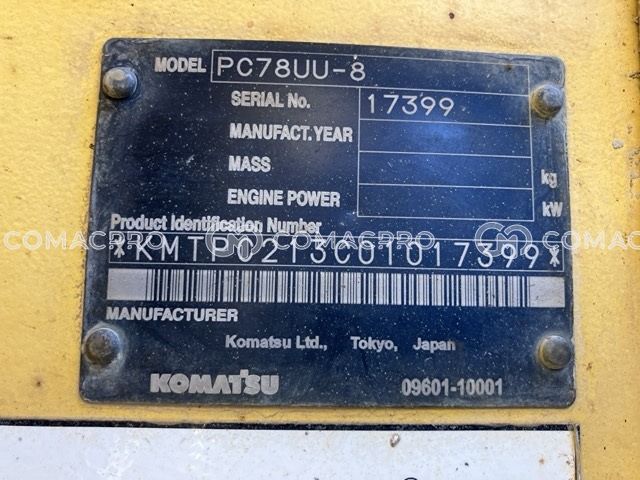 MODEL PC78UU-8
SERIAL No. 17399
MANUFACT. YEAR
MASS kg
ENGINE POWER kW
Product Identification Number
COMACPRO COMACPRO COMACPRO
*KMTP0213C01017399*
MANUFACTURER
Komatsu Ltd., Tokyo, Japan
KOMATSU 09601-10001